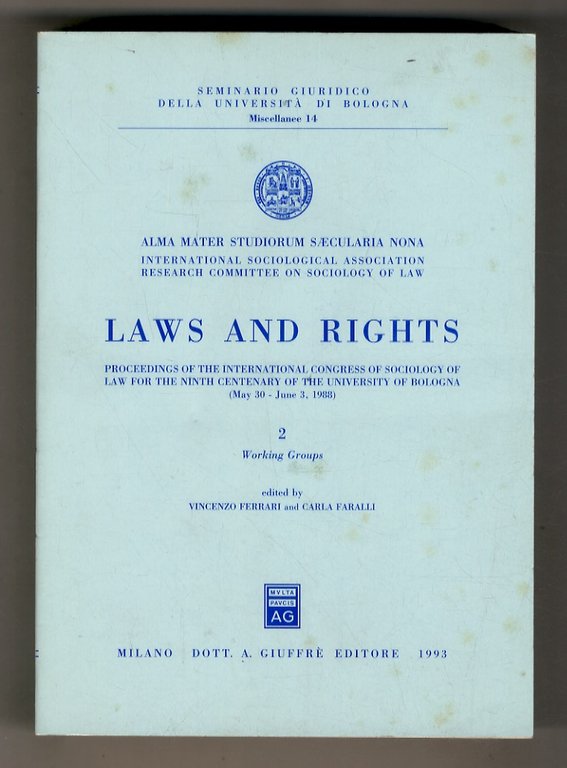 SEMINARIO GIURIDICO
DELLA UNIVERSITÀ DI BOLOGNA
Miscellanee 14
ALMA MATER STUDIORUM SÆCULARIA NONA
INTERNATIONAL SOCIOLOGICAL ASSOCIATION
RESEARCH COMMITTEE ON SOCIOLOGY OF LAW
LAWS AND RIGHTS
PROCEEDINGS OF THE INTERNATIONAL CONGRESS OF SOCIOLOGY OF
LAW FOR THE NINTH CENTENARY OF THE UNIVERSITY OF BOLOGNA
(May 30 - June 3, 1988)
2
Working Groups
edited by
VINCENZO FERRARI and CARLA FARALLI
MVLTA
PAVCIS
AG
MILANO DOTT. A. GIUFFRÈ EDITORE 1993